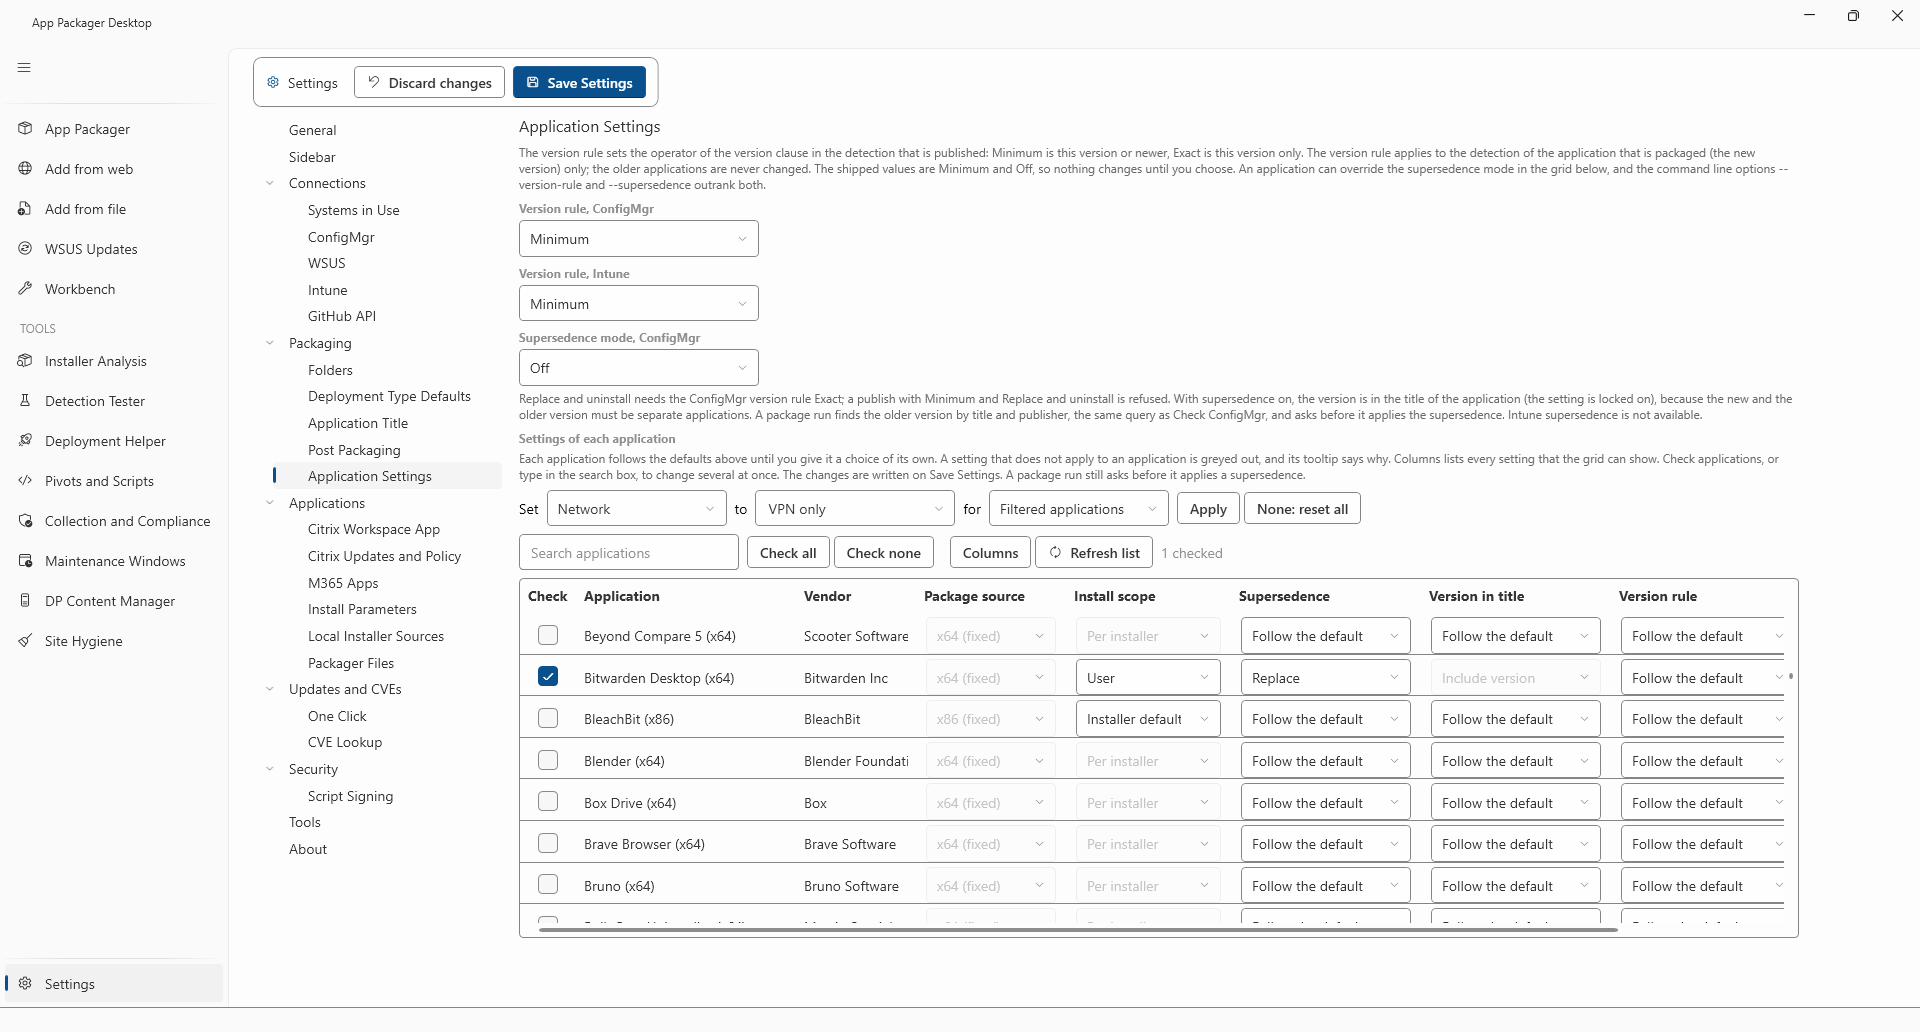 App Packager Desktop
Settings
Discard changes
Save Settings
App Packager
Add from web
Add from file
WSUS Updates
Workbench
TOOLS
Installer Analysis
Detection Tester
Deployment Helper
Pivots and Scripts
Collection and Compliance
Maintenance Windows
DP Content Manager
Site Hygiene
Settings
General
Sidebar
Connections
Systems in Use
ConfigMgr
WSUS
Intune
GitHub API
Packaging
Folders
Deployment Type Defaults
Application Title
Post Packaging
Application Settings
Applications
Citrix Workspace App
Citrix Updates and Policy
M365 Apps
Install Parameters
Local Installer Sources
Packager Files
Updates and CVEs
One Click
CVE Lookup
Security
Script Signing
Tools
About
Application Settings
The version rule sets the operator of the version clause in the detection that is published: Minimum is this version or newer, Exact is this version only. The version rule applies to the detection of the application that is packaged (the new
version) only; the older applications are never changed. The shipped values are Minimum and Off, so nothing changes until you choose. An application can override the supersedence mode in the grid below, and the command line options --
version-rule and --supersedence outrank both.
Version rule, ConfigMgr
Minimum
Version rule, Intune
Minimum
Supersedence mode, ConfigMgr
Off
Replace and uninstall needs the ConfigMgr version rule Exact; a publish with Minimum and Replace and uninstall is refused. With supersedence on, the version is in the title of the application (the setting is locked on), because the new and the
older version must be separate applications. A package run finds the older version by title and publisher, the same query as Check ConfigMgr, and asks before it applies the supersedence. Intune supersedence is not available.
Settings of each application
Each application follows the defaults above until you give it a choice of its own. A setting that does not apply to an application is greyed out, and its tooltip says why. Columns lists every setting that the grid can show. Check applications, or
type in the search box, to change several at once. The changes are written on Save Settings. A package run still asks before it applies a supersedence.
Set Network to VPN only for Filtered applications Apply None: reset all
Search applications Check all Check none Columns Refresh list 1 checked
Check Application Vendor Package source Install scope Supersedence Version in title Version rule
Beyond Compare 5 (x64) Scooter Software x64 (fixed) Per installer Follow the default Follow the default Follow the default
Bitwarden Desktop (x64) Bitwarden Inc x64 (fixed) User Replace Include version Follow the default
BleachBit (x86) BleachBit x86 (fixed) Installer default Follow the default Follow the default Follow the default
Blender (x64) Blender Foundati x64 (fixed) Per installer Follow the default Follow the default Follow the default
Box Drive (x64) Box x64 (fixed) Per installer Follow the default Follow the default Follow the default
Brave Browser (x64) Brave Software x64 (fixed) Per installer Follow the default Follow the default Follow the default
Bruno (x64) Bruno Software x64 (fixed) Per installer Follow the default Follow the default Follow the default